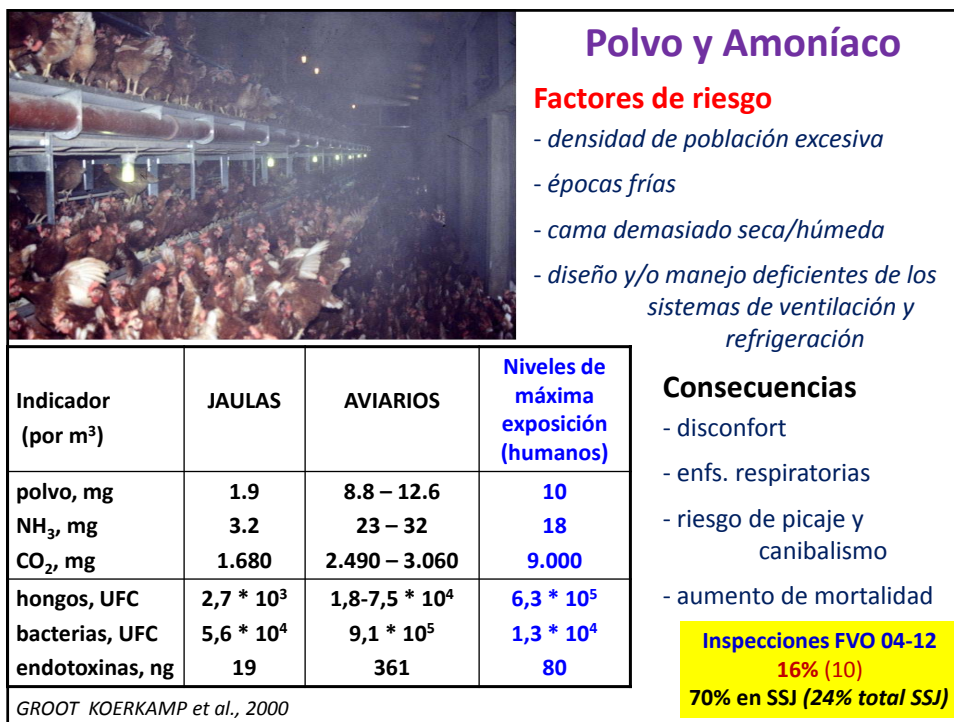 Polvo y Amoníaco
Factores de riesgo
- densidad de población excesiva
- épocas frías
- cama demasiado seca/húmeda
- diseño y/o manejo deficientes de los
sistemas de ventilación y
refrigeración
Indicador
(por m³)
JAULAS
AVIARIOS
Niveles de
máxima
exposición
(humanos)
polvo, mg 1.9 8.8 – 12.6 10
NH₃, mg 3.2 23 – 32 18
CO₂, mg 1.680 2.490 – 3.060 9.000
hongos, UFC 2,7 * 10³ 1,8-7,5 * 10⁴ 6,3 * 10⁵
bacterias, UFC 5,6 * 10⁴ 9,1 * 10⁵ 1,3 * 10⁴
endotoxinas, ng 19 361 80
GROOT KOERKAMP et al., 2000
Consecuencias
- disconfort
- enfs. respiratorias
- riesgo de picaje y
canibalismo
- aumento de mortalidad
Inspecciones FVO 04-12
16% (10)
70% en SSJ (24% total SSJ)